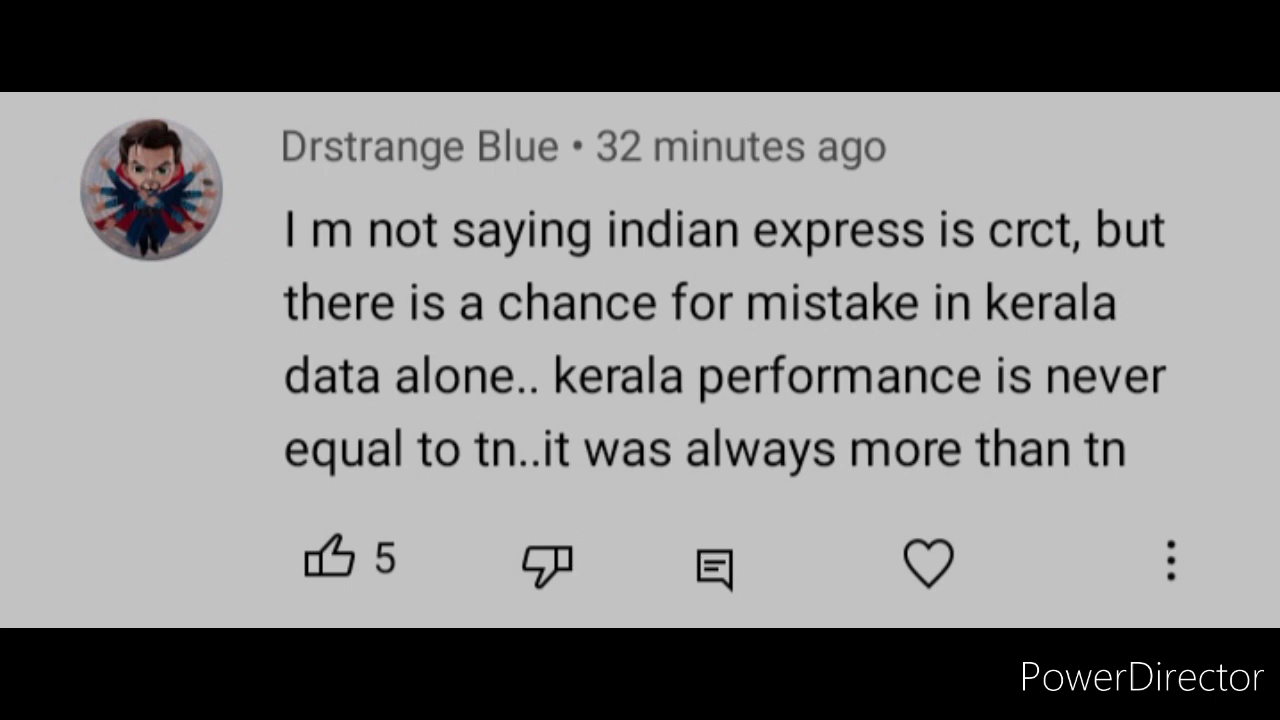 Drstrange Blue • 32 minutes ago
I m not saying indian express is crct, but
there is a chance for mistake in kerala
data alone.. kerala performance is never
equal to tn..it was always more than tn
5
PowerDirector